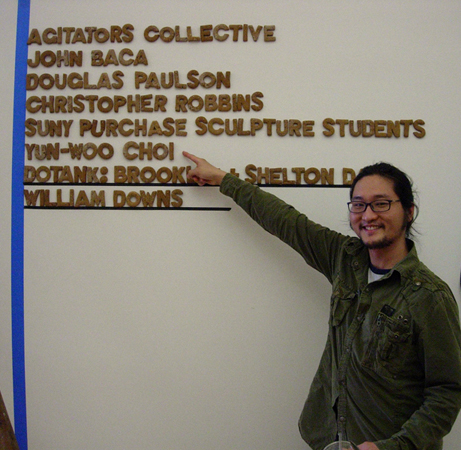 AGITATORS COLLECTIVE
JOHN BACA
DOUGLAS PAULSON
CHRISTOPHER ROBBINS
SUNY PURCHASE SCULPTURE STUDENTS
YUN-WOO CHOI
DOTANK: SHELTON
WILLIAM DOWNS